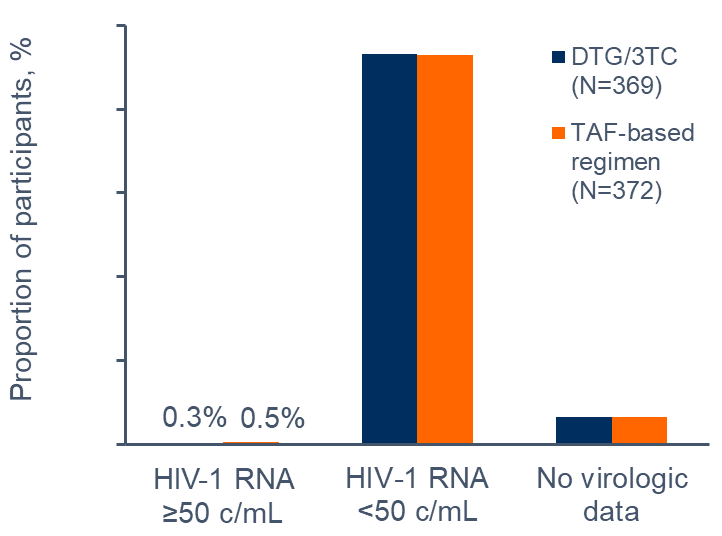 Proportion of participants, %
DTG/3TC
(N=369)
TAF-based
regimen
(N=372)
0.3%
0.5%
HIV-1 RNA
≥50 c/mL
HIV-1 RNA
<50 c/mL
No virologic
data